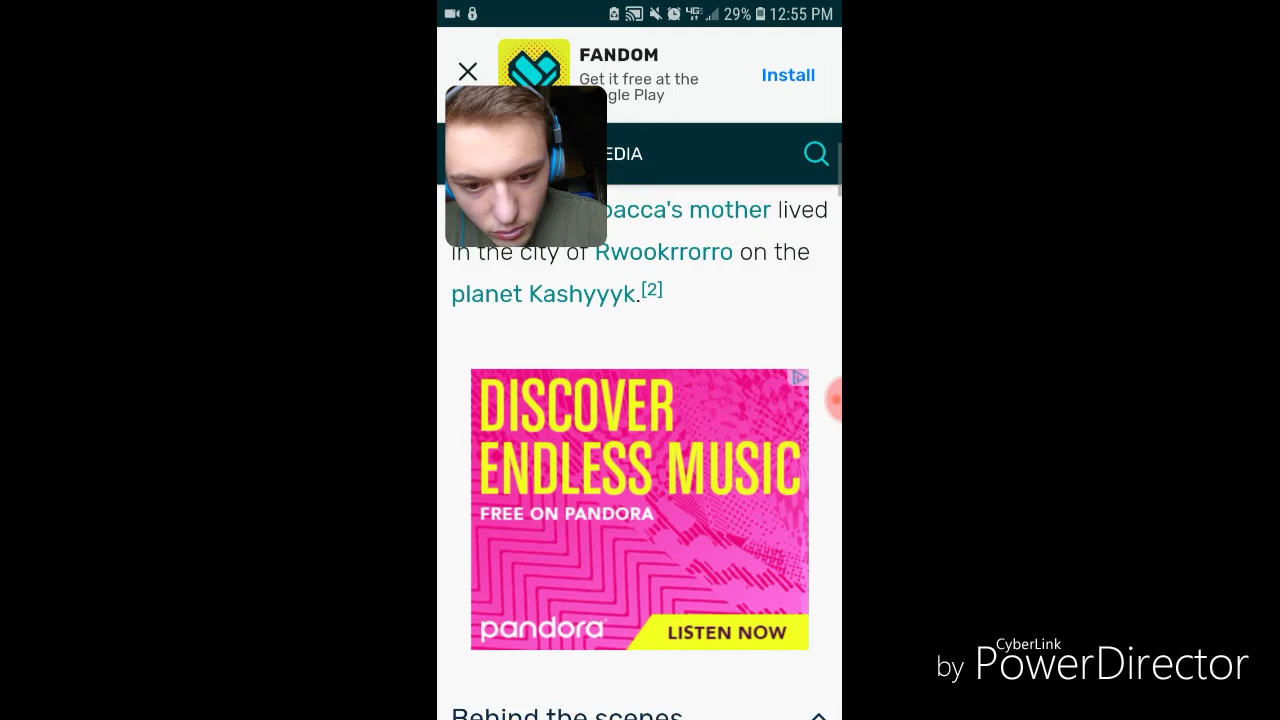 4G 29% 12:55 PM
FANDOM
Get it free at the
gle Play
Install
EDIA
bacca's mother lived
in the city of Rwookrrorro on the
planet Kashyyyk.[2]
DISCOVER
ENDLESS MUSIC
FREE ON PANDORA
pandora
LISTEN NOW
Behind the scenes
by CyberLink
PowerDirector